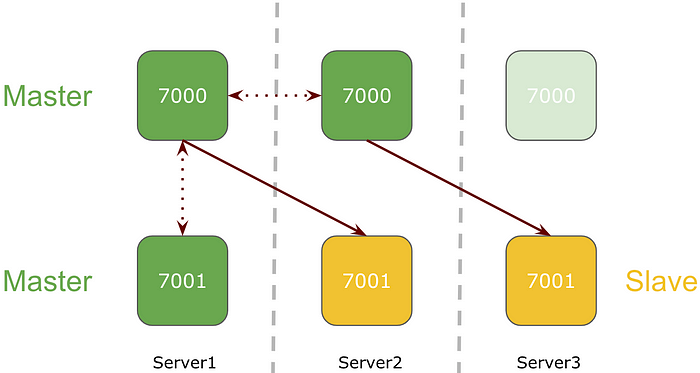 Master 7000 7000 7000
Master 7001 7001 7001 Slave
Server1 Server2 Server3